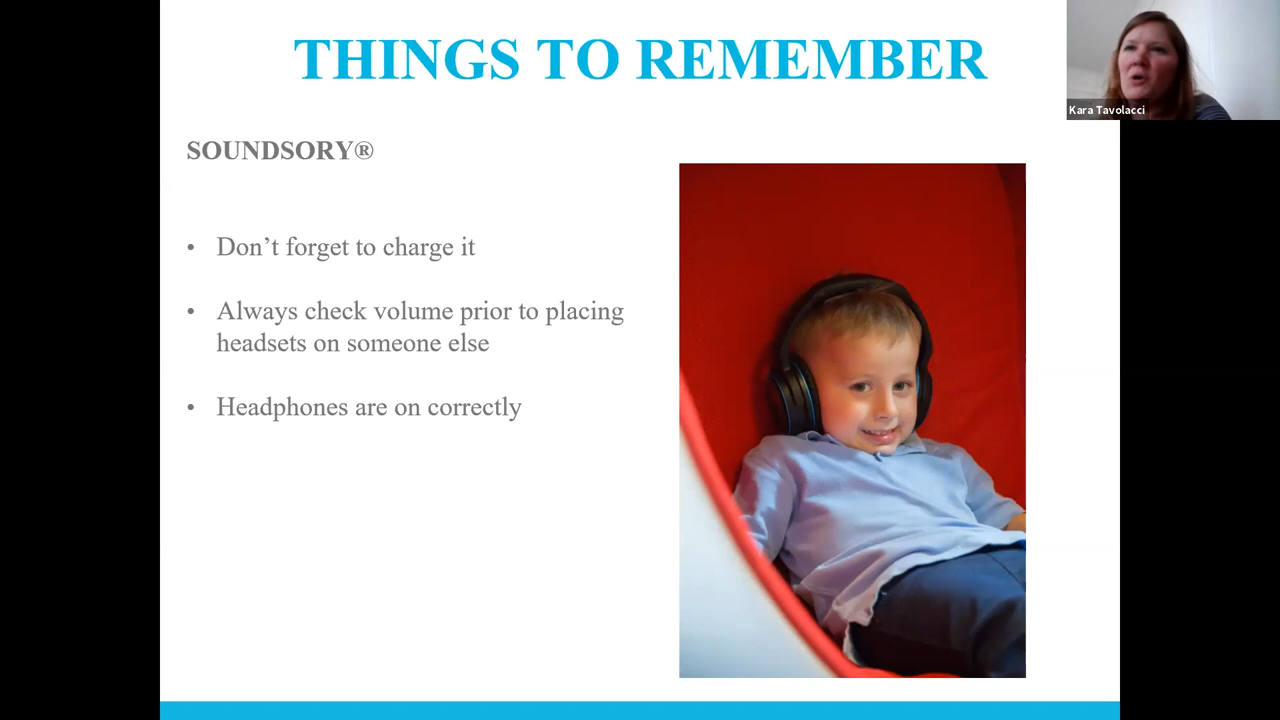 THINGS TO REMEMBER
Kara Tavolacci
SOUNDSORY®
• Don’t forget to charge it
• Always check volume prior to placing
headsets on someone else
• Headphones are on correctly